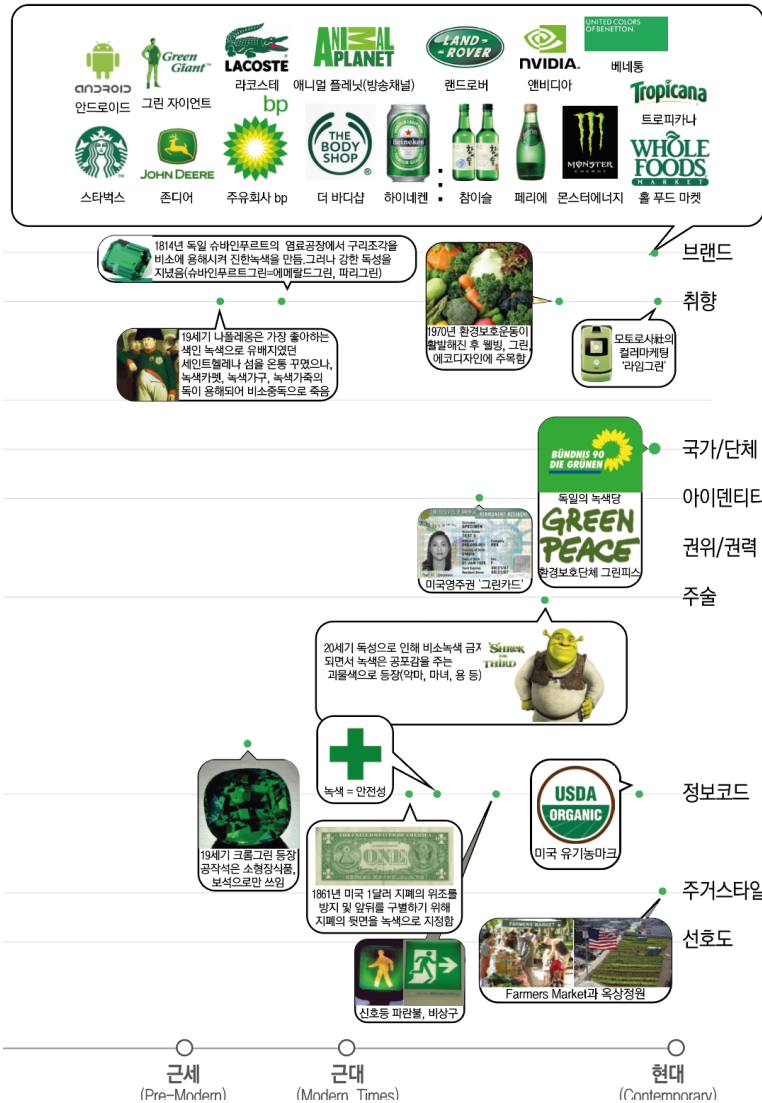 UNITED COLORS
OF BENETTON.
ANDROID
안드로이드
Green
Giant™
그린 자이언트
LACOSTE
라코스테
ANIMAL
PLANET
애니멀 플레닛(방송채널)
LAND-
-ROVER
랜드로버
NVIDIA.
앤비디아
베네통
Tropicana
트로피카나
스타벅스
JOHN DEERE
존디어
bp
주유회사 bp
THE
BODY
SHOP
®
더 바디샵
Heineken
하이네켄
참이슬
페리에
MONSTER
ENERGY
몬스터에너지
WHOLE
FOODS
MARKET
홀 푸드 마켓
브랜드
1814년 독일 슈바인푸르트의 염료공장에서 구리조각을
비소에 용해시켜 진한녹색을 만듬,그러나 강한 독성을
지녔음(슈바인푸르트그린=에메랄드그린, 파리그린)
취향
19세기 나폴레옹은 가장 좋아하는
색인 녹색으로 유배지였던
세인트헬레나 섬을 온통 꾸몄으나,
녹색카펫, 녹색가구, 녹색가죽의
독이 용해되어 비소중독으로 죽음
1970년 환경보호운동이
활발해진 후 웰빙, 그린,
에코디자인에 주목함
모토로사社의
컬러마케팅
'라임그린'
국가/단체
BÜNDNIS 90
DIE GRÜNEN
독일의 녹색당
GREEN
PEACE
환경보호단체 그린피스
아이덴티티
UNITED STATES OF AMERICA PERMANENT RESIDENT
SPECIMEN
TEST V
미국영주권 '그린카드'
권위/권력
주술
20세기 독성으로 인해 비소녹색 금지
되면서 녹색은 공포감을 주는
괴물색으로 등장(악마, 마녀, 용 등)
SHREK
THE
THIRD
녹색 = 안전성
정보코드
USDA
ORGANIC
미국 유기농마크
19세기 크롬그린 등장
공작석은 소형장식품,
보석으로만 쓰임
THE UNITED STATES OF AMERICA
ONE
1861년 미국 1달러 지폐의 위조를
방지 및 앞뒤를 구별하기 위해
지폐의 뒷면을 녹색으로 지정함
주거스타일
선호도
FARMERS MARKET
Farmers Market과 옥상정원
신호등 파란불, 비상구
근세
(Pre-Modern)
근대
(Modern Times)
현대
(Contemporary)